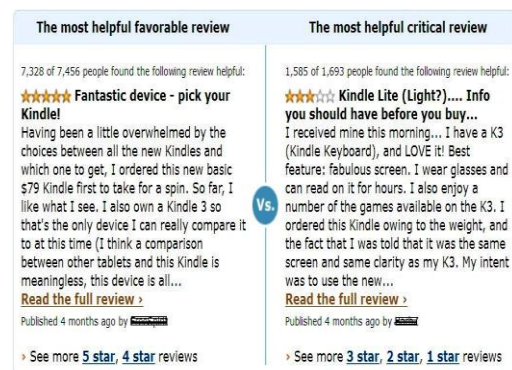 The most helpful favorable review
7,328 of 7,456 people found the following review helpful:
Fantastic device - pick your
Kindle!
Having been a little overwhelmed by the
choices between all the new Kindles and
which one to get, I ordered this new basic
$79 Kindle first to take for a spin. So far, I
like what I see. I also own a Kindle 3 so
that's the only device I can really compare it
to at this time (I think a comparison
between other tablets and this Kindle is
meaningless, this device is all...
Read the full review ›
Published 4 months ago by
› See more 5 star, 4 star reviews
Vs.
The most helpful critical review
1,585 of 1,693 people found the following review helpful:
Kindle Lite (Light?).... Info
you should have before you buy...
I received mine this morning... I have a K3
(Kindle Keyboard), and LOVE it! Best
feature: fabulous screen. I wear glasses and
can read on it for hours. I also enjoy a
number of the games available on the K3. I
ordered this Kindle owing to the weight, and
the fact that I was told that it was the same
screen and same clarity as my K3. My intent
was to use the new...
Read the full review ›
Published 4 months ago by
› See more 3 star, 2 star, 1 star reviews